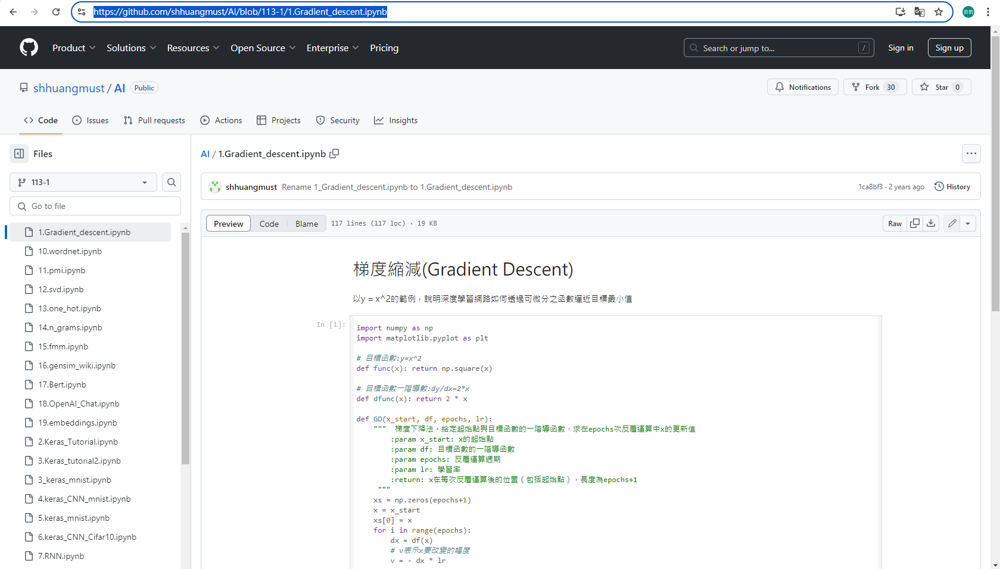 https://github.com/shhuangmust/AI/blob/113-1/1.Gradient_descent.ipynb
俞鈞
Product Solutions Resources Open Source Enterprise Pricing
Search or jump to... /
Sign in
Sign up
shhuangmust / AI Public
Notifications
Fork 30
Star 0
Code Issues Pull requests Actions Projects Security Insights
Files
113-1
Go to file
1.Gradient_descent.ipynb
10.wordnet.ipynb
11.pmi.ipynb
12.svd.ipynb
13.one_hot.ipynb
14.n_grams.ipynb
15.fmm.ipynb
16.gensim_wiki.ipynb
17.Bert.ipynb
18.OpenAI_Chat.ipynb
19.embeddings.ipynb
2.Keras_Tutorial.ipynb
3.Keras_tutorial2.ipynb
3_keras_mnist.ipynb
4.keras_CNN_mnist.ipynb
5.keras_mnist.ipynb
6.keras_CNN_Cifar10.ipynb
7.RNN.ipynb
AI / 1.Gradient_descent.ipynb
shhuangmust Rename 1_Gradient_descent.ipynb to 1.Gradient_descent.ipynb
1ca8bf3 · 2 years ago History
Preview Code Blame 117 lines (117 loc) · 19 KB
Raw
梯度縮減(Gradient Descent)
以y = x^2的範例，說明深度學習網路如何透過可微分之函數逼近目標最小值
In [1]:
import numpy as np
import matplotlib.pyplot as plt
# 目標函數:y=x^2
def func(x): return np.square(x)
# 目標函數一階導數:dy/dx=2*x
def dfunc(x): return 2 * x
def GD(x_start, df, epochs, lr):
""" 梯度下降法。給定起始點與目標函數的一階導函數，求在epochs次反覆運算中x的更新值
:param x_start: x的起始點
:param df: 目標函數的一階導函數
:param epochs: 反覆運算週期
:param lr: 學習率
:return: x在每次反覆運算後的位置（包括起始點），長度為epochs+1
"""
xs = np.zeros(epochs+1)
x = x_start
xs[0] = x
for i in range(epochs):
dx = df(x)
# v表示x要改變的幅度
v = - dx * lr